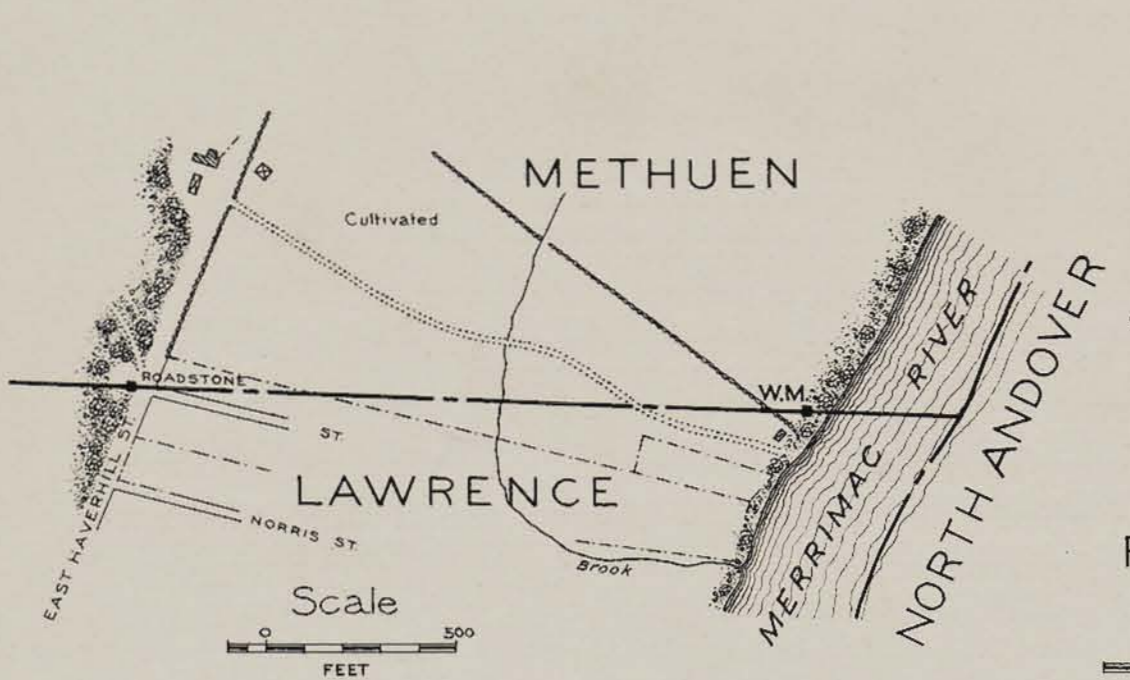 METHUEN
Cultivated
ROADSTONE
W.M.
MERRIMAC RIVER
NORTH ANDOVER
ST.
LAWRENCE
NORRIS ST.
EAST HAVERHILL ST.
Brook
Scale
0 500
FEET